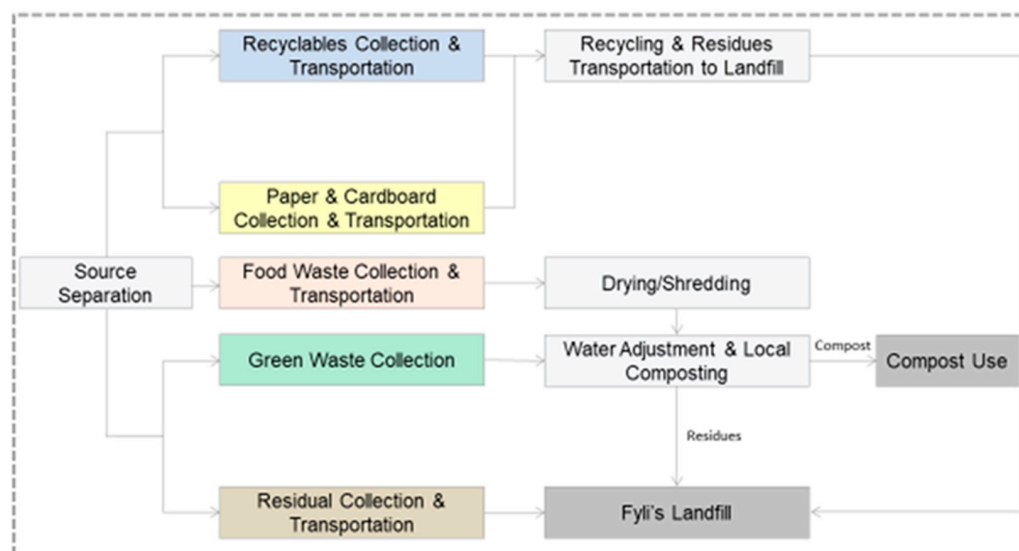 Recyclables Collection &
Transportation
Recycling & Residues
Transportation to Landfill
Paper & Cardboard
Collection & Transportation
Source
Separation
Food Waste Collection &
Transportation
Drying/Shredding
Green Waste Collection
Water Adjustment & Local
Composting
Compost
Compost Use
Residues
Residual Collection &
Transportation
Fyli's Landfill